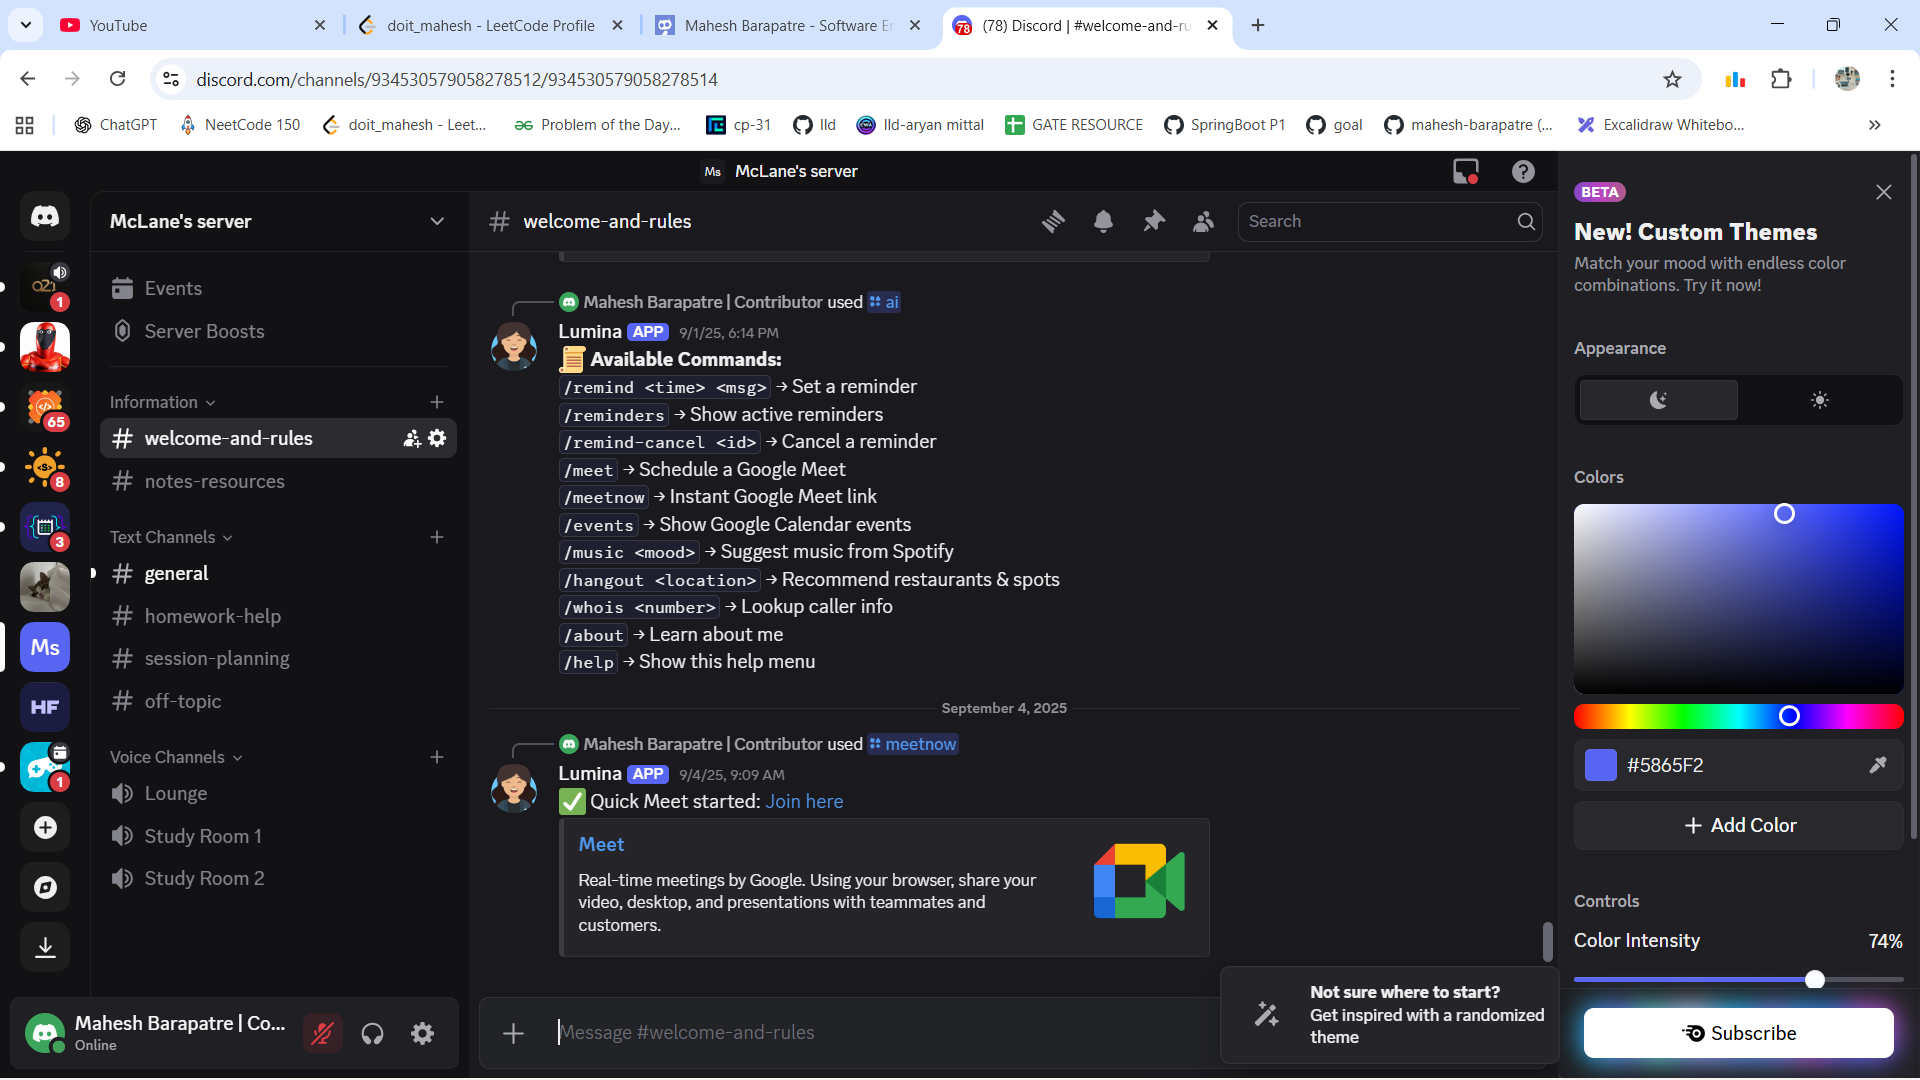 YouTube
doit_mahesh - LeetCode Profile
Mahesh Barapatre - Software E
(78) Discord | #welcome-and-ru
discord.com/channels/934530579058278512/934530579058278514
ChatGPT
NeetCode 150
doit_mahesh - Leet...
Problem of the Day...
cp-31
lld
lld-aryan mittal
GATE RESOURCE
SpringBoot P1
goal
mahesh-barapatre (...
Excalidraw Whitebo...
Ms McLane's server
McLane's server
Events
Server Boosts
Information
welcome-and-rules
notes-resources
Text Channels
general
homework-help
session-planning
off-topic
Voice Channels
Lounge
Study Room 1
Study Room 2
1
65
8
3
Ms
HF
1
Mahesh Barapatre | Co...
Online
# welcome-and-rules
Search
Mahesh Barapatre | Contributor used ai
Lumina APP 9/1/25, 6:14 PM
Available Commands:
/remind <time> <msg> → Set a reminder
/reminders → Show active reminders
/remind-cancel <id> → Cancel a reminder
/meet → Schedule a Google Meet
/meetnow → Instant Google Meet link
/events → Show Google Calendar events
/music <mood> → Suggest music from Spotify
/hangout <location> → Recommend restaurants & spots
/whois <number> → Lookup caller info
/about → Learn about me
/help → Show this help menu
September 4, 2025
Mahesh Barapatre | Contributor used meetnow
Lumina APP 9/4/25, 9:09 AM
Quick Meet started: Join here
Meet
Real-time meetings by Google. Using your browser, share your
video, desktop, and presentations with teammates and
customers.
Message #welcome-and-rules
Not sure where to start?
Get inspired with a randomized
theme
BETA
New! Custom Themes
Match your mood with endless color
combinations. Try it now!
Appearance
Colors
#5865F2
+ Add Color
Controls
Color Intensity 74%
Subscribe